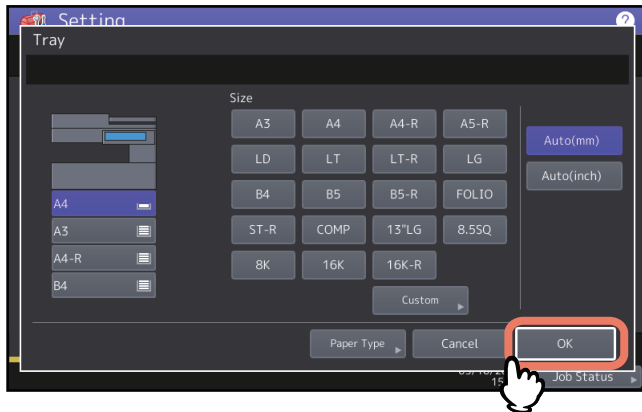 Setting
?
Tray
Size
A3 A4 A4-R A5-R
Auto(mm)
LD LT LT-R LG
Auto(inch)
B4 B5 B5-R FOLIO
A4
ST-R COMP 13"LG 8.5SQ
A3
8K 16K 16K-R
A4-R
B4
Custom
Paper Type Cancel OK
15
Job Status